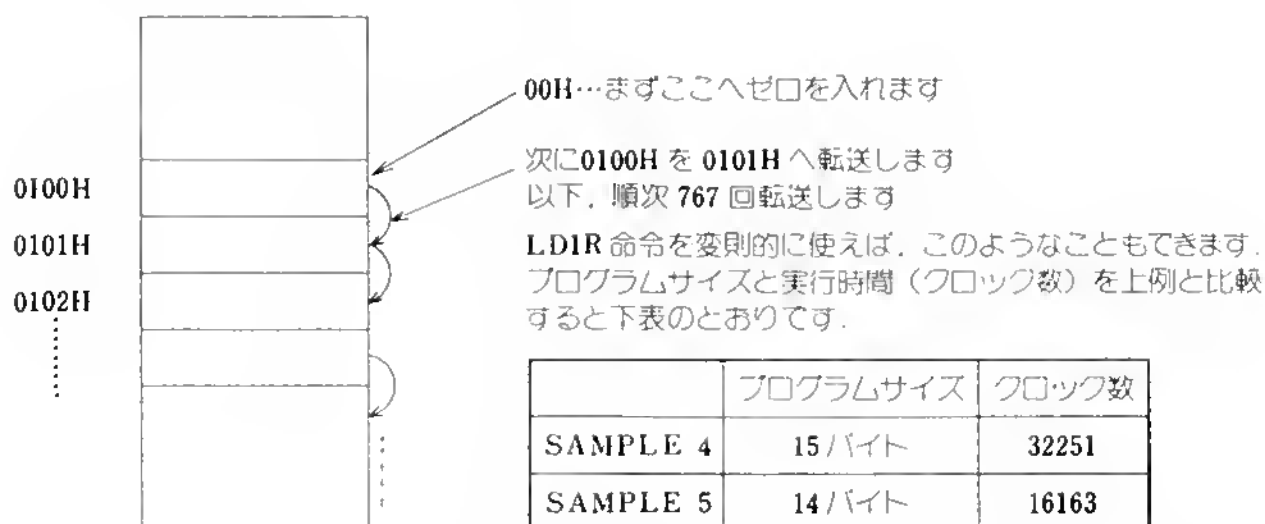 00H…まずここへゼロを入れます
次に0100H を 0101H へ転送します
以下，順次 767 回転送します
0100H
0101H
0102H
LDIR 命令を変則的に使えば，このようなこともできます．
プログラムサイズと実行時間（クロック数）を上例と比較
すると下表のとおりです．
プログラムサイズ クロック数
SAMPLE 4 15バイト 32251
SAMPLE 5 14バイト 16163